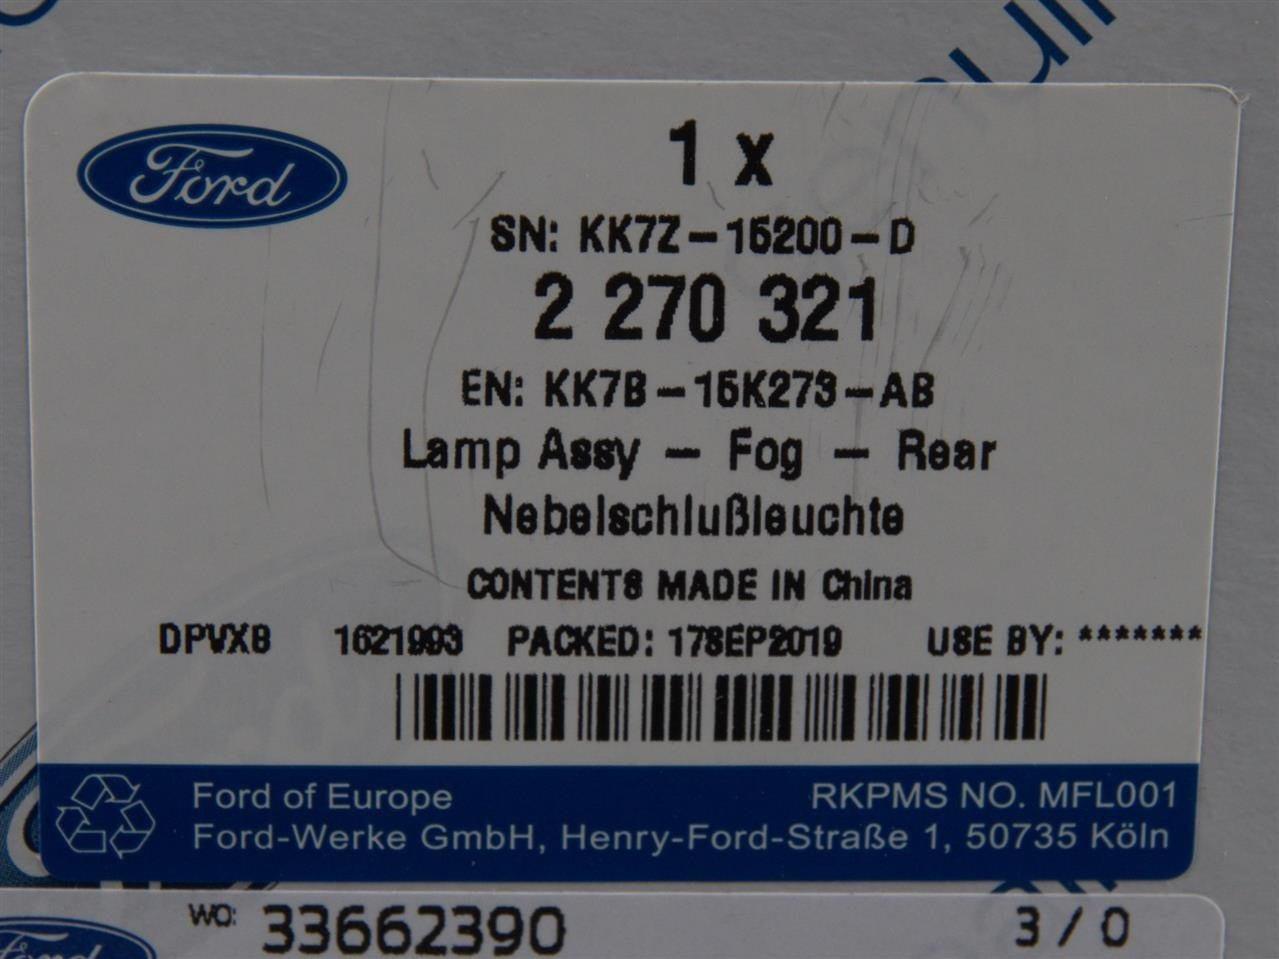 Ford
1 x
SN: KK7Z-15200-D
2 270 321
EN: KK7B-15K273-AB
Lamp Assy - Fog - Rear
Nebelschlußleuchte
CONTENTS MADE IN China
DPVXB 1621993 PACKED: 17SEP2019 USE BY: *******
Ford of Europe RKPMS NO. MFL001
Ford-Werke GmbH, Henry-Ford-Straße 1, 50735 Köln
WO: 33662390 3 / 0
Ford